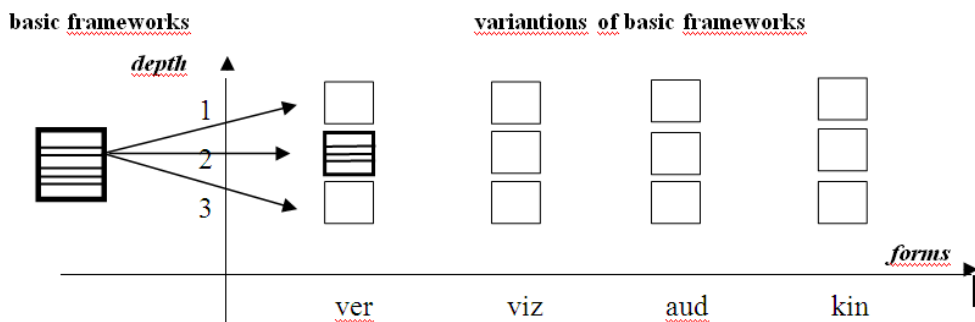 basic frameworks
variantions of basic frameworks
depth
1
2
3
forms
ver
viz
aud
kin